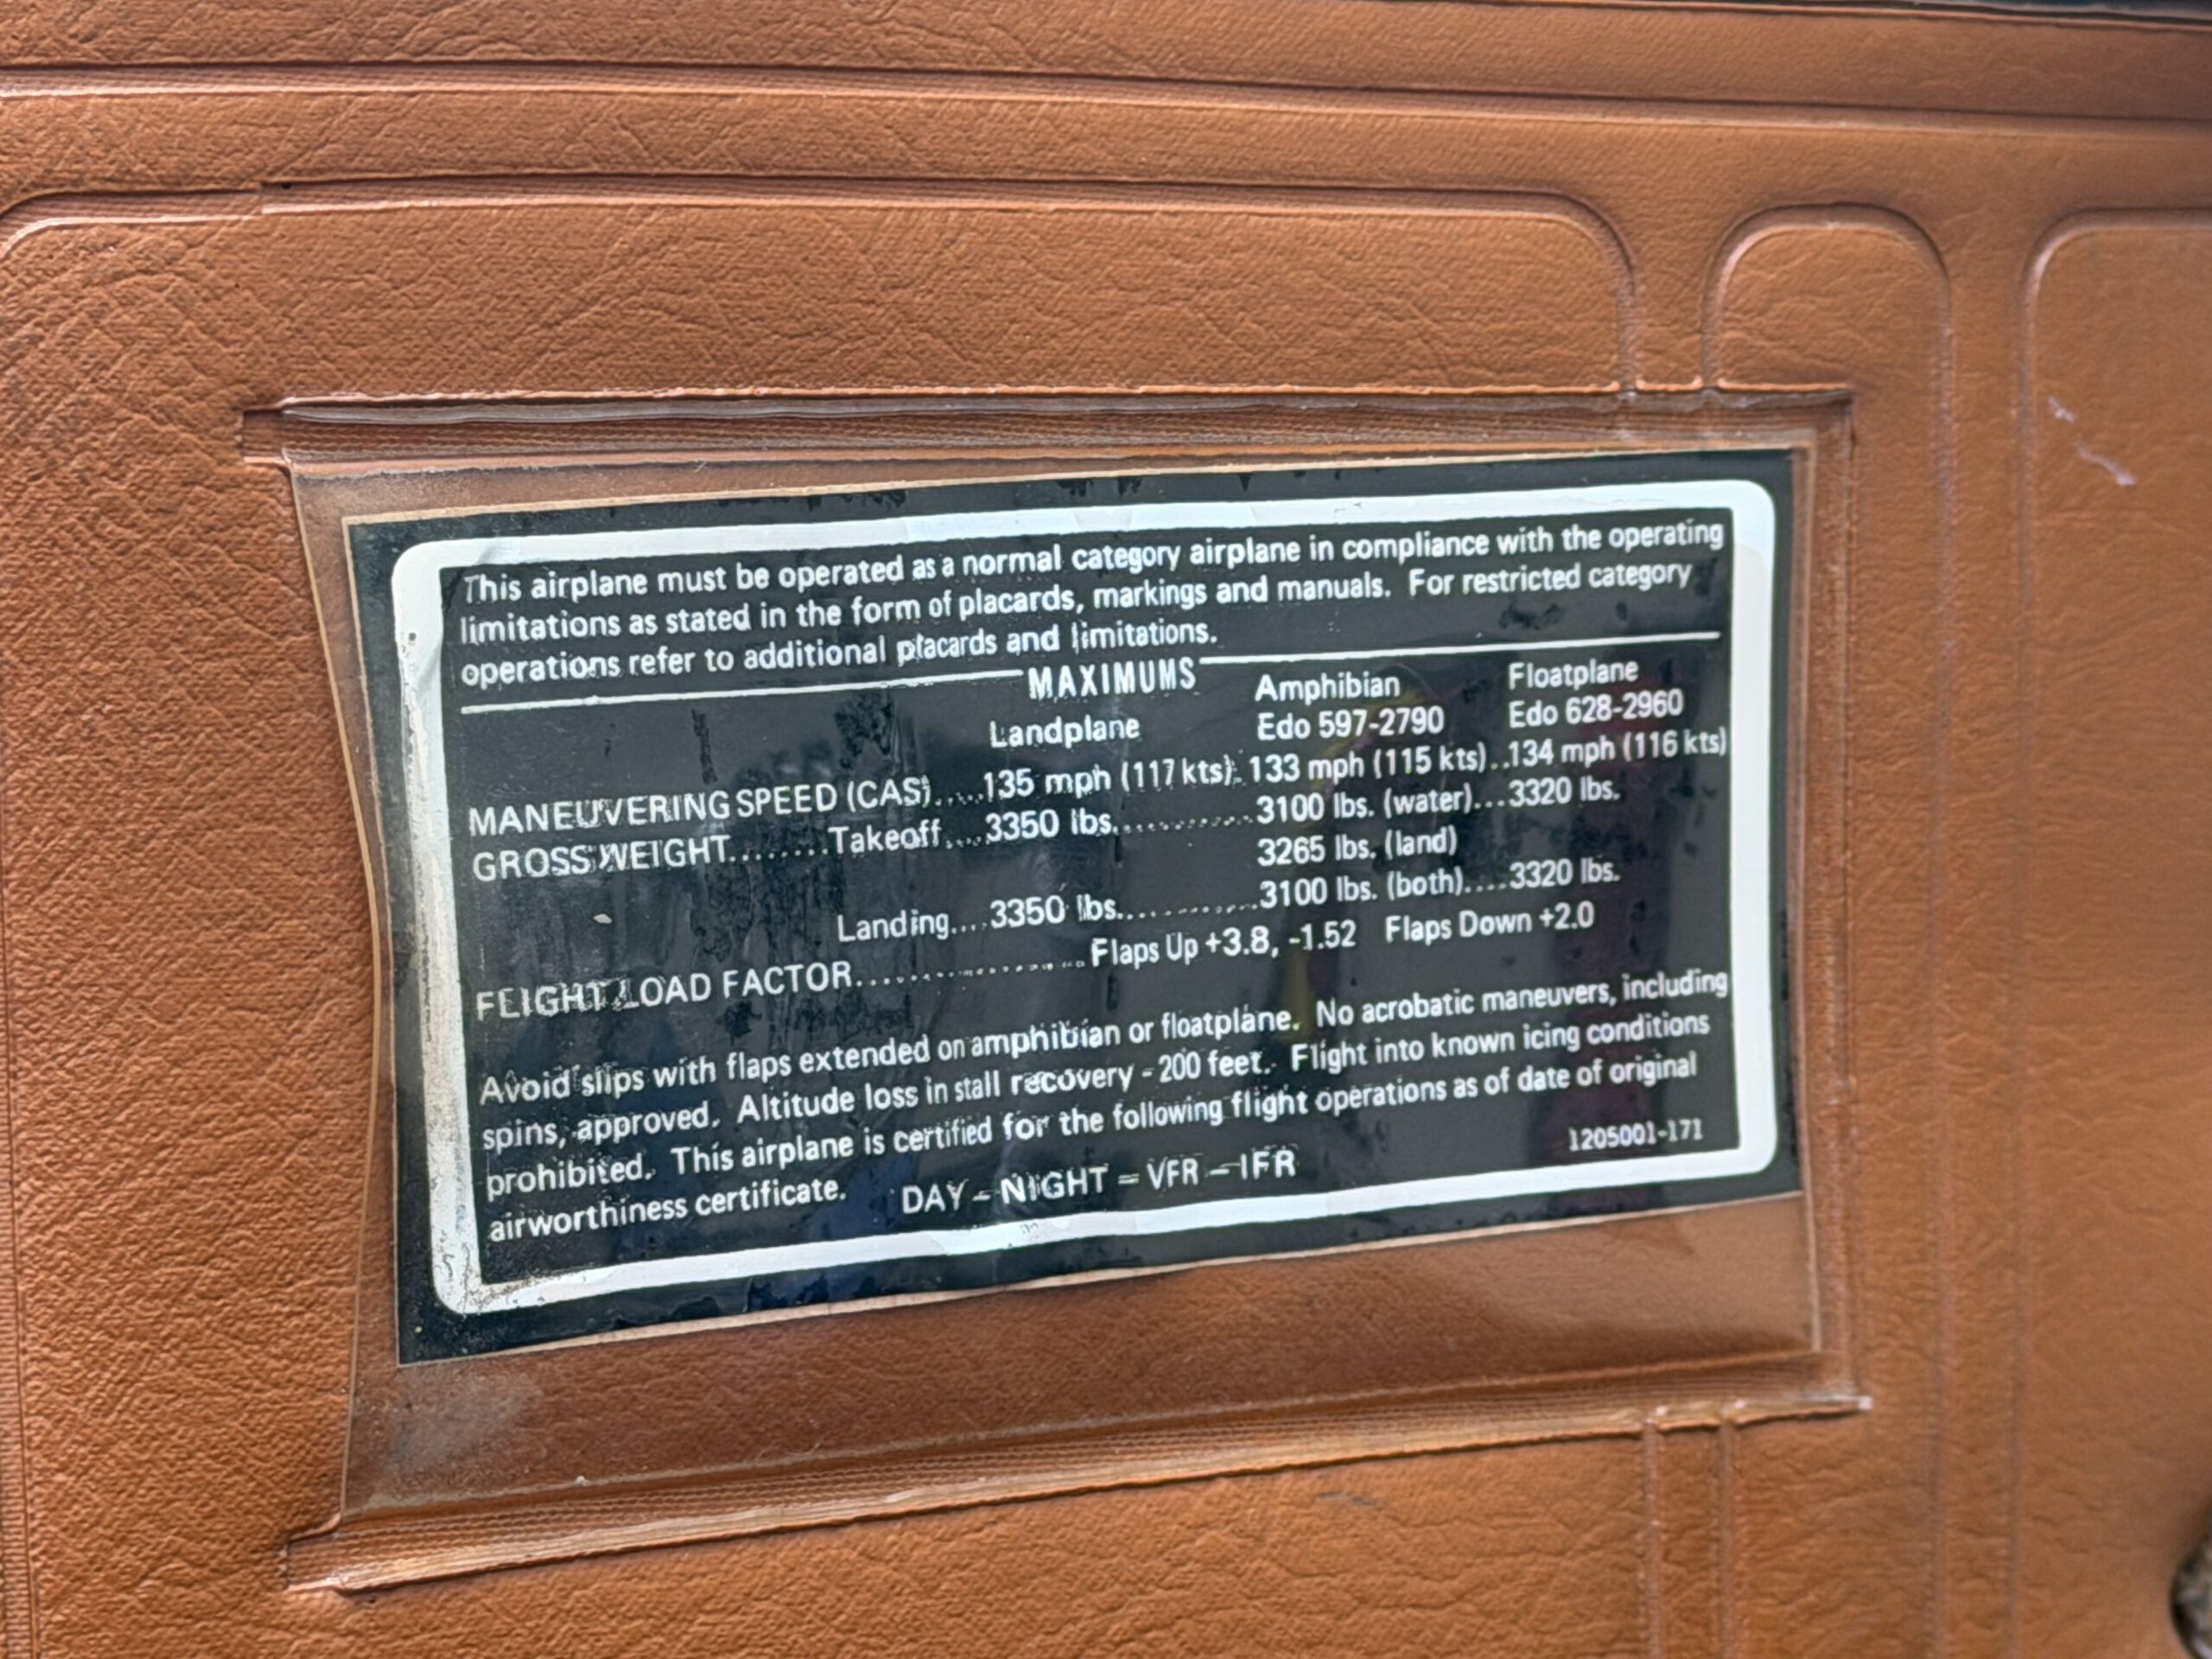 This airplane must be operated as a normal category airplane in compliance with the operating
limitations as stated in the form of placards, markings and manuals. For restricted category
operations refer to additional placards and limitations.
MAXIMUMS
Landplane Amphibian Floatplane
Edo 597-2790 Edo 628-2960
MANEUVERING SPEED (CAS).....135 mph (117 kts)..133 mph (115 kts)..134 mph (116 kts)
GROSS WEIGHT........Takeoff....3350 lbs.............3100 lbs. (water)...3320 lbs.
3265 lbs. (land)
Landing....3350 lbs.............3100 lbs. (both)....3320 lbs.
FLIGHT LOAD FACTOR....................Flaps Up +3.8, -1.52 Flaps Down +2.0
Avoid slips with flaps extended on amphibian or floatplane. No acrobatic maneuvers, including
spins, approved. Altitude loss in stall recovery - 200 feet. Flight into known icing conditions
prohibited. This airplane is certified for the following flight operations as of date of original
airworthiness certificate. DAY - NIGHT - VFR - IFR
1205001-171